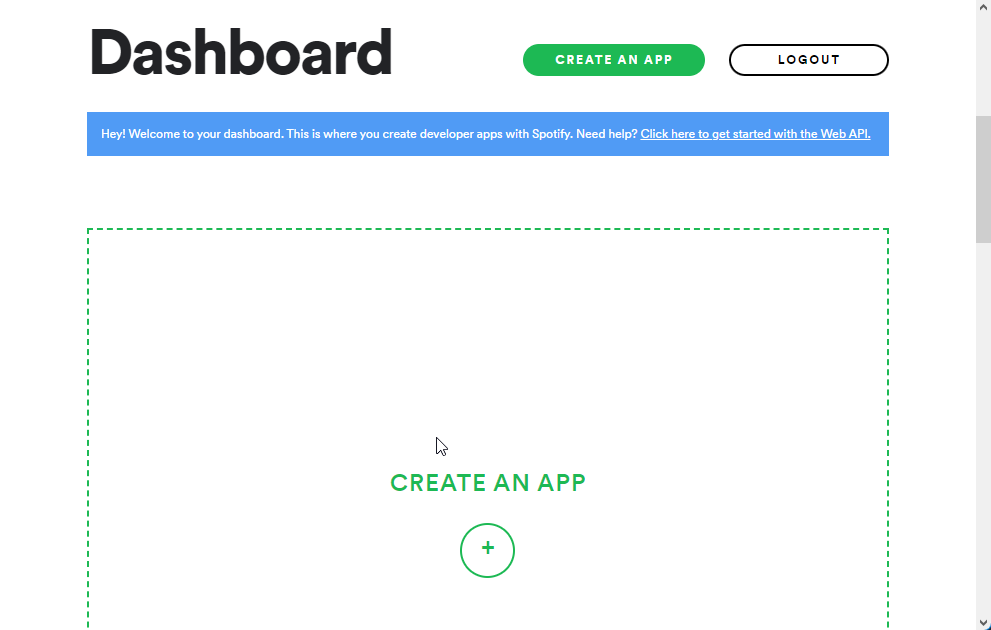 Dashboard
CREATE AN APP
LOGOUT
Hey! Welcome to your dashboard. This is where you create developer apps with Spotify. Need help? Click here to get started with the Web API.
CREATE AN APP
+